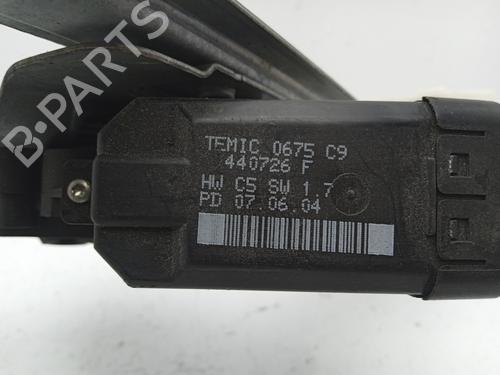 B-PARTS
TEMIC 0675 C9
440726 F
HW C5 SW 1.7
PD 07.06.04